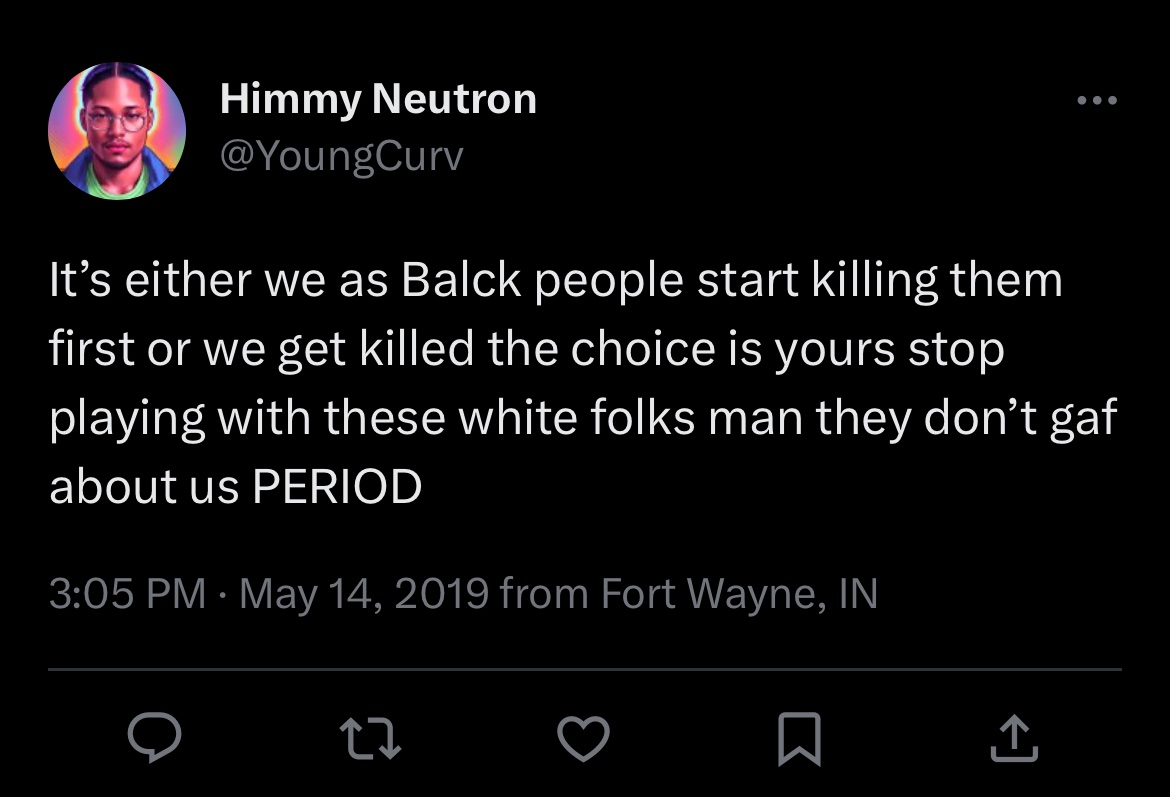 Himmy Neutron
@YoungCurv
It’s either we as Balck people start killing them
first or we get killed the choice is yours stop
playing with these white folks man they don’t gaf
about us PERIOD
3:05 PM · May 14, 2019 from Fort Wayne, IN